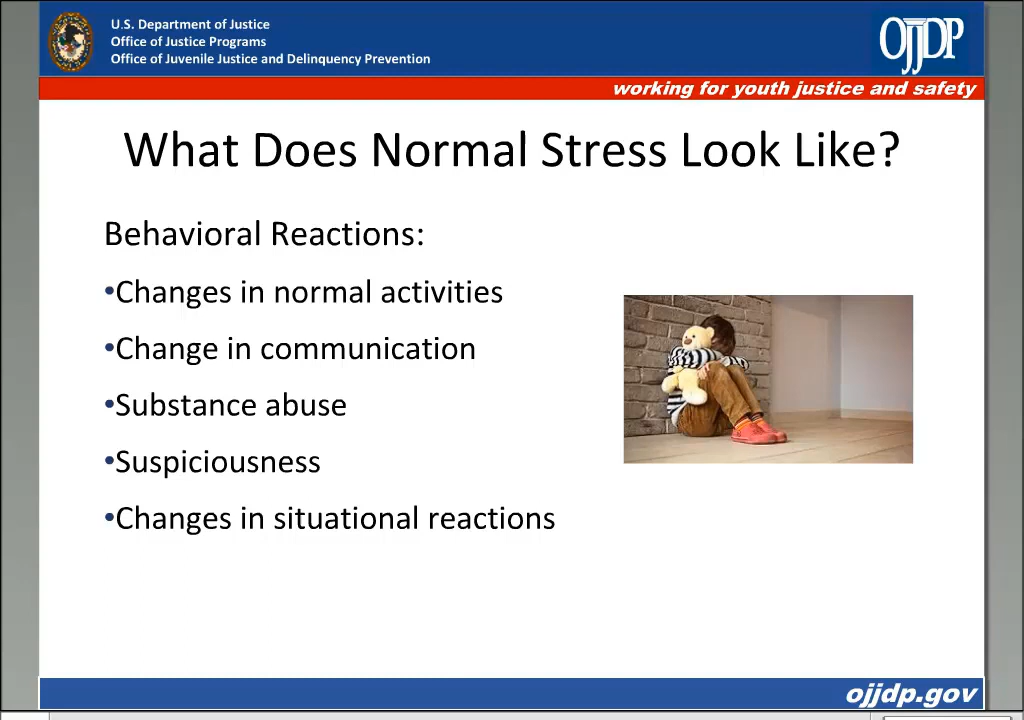 U.S. Department of Justice
Office of Justice Programs
Office of Juvenile Justice and Delinquency Prevention
OJJDP
working for youth justice and safety
What Does Normal Stress Look Like?
Behavioral Reactions:
•Changes in normal activities
•Change in communication
•Substance abuse
•Suspiciousness
•Changes in situational reactions
ojjdp.gov